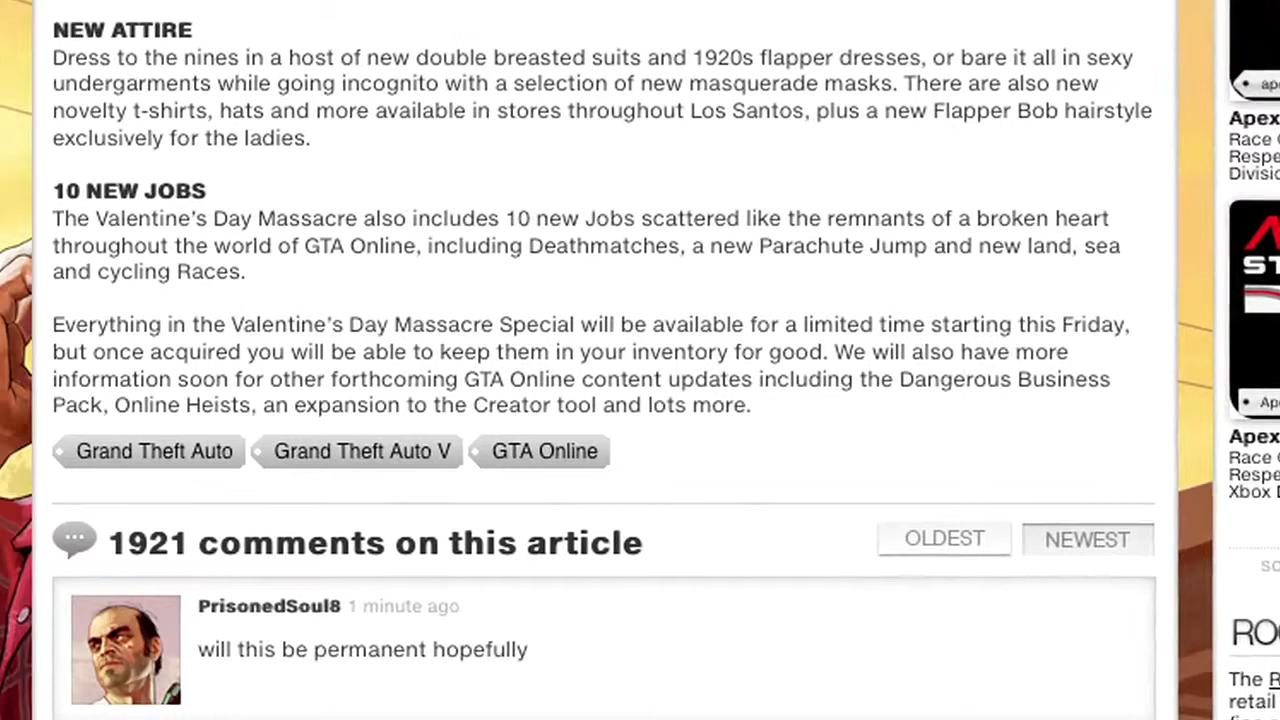 NEW ATTIRE
Dress to the nines in a host of new double breasted suits and 1920s flapper dresses, or bare it all in sexy
undergarments while going incognito with a selection of new masquerade masks. There are also new
novelty t-shirts, hats and more available in stores throughout Los Santos, plus a new Flapper Bob hairstyle
exclusively for the ladies.
10 NEW JOBS
The Valentine's Day Massacre also includes 10 new Jobs scattered like the remnants of a broken heart
throughout the world of GTA Online, including Deathmatches, a new Parachute Jump and new land, sea
and cycling Races.
Everything in the Valentine's Day Massacre Special will be available for a limited time starting this Friday,
but once acquired you will be able to keep them in your inventory for good. We will also have more
information soon for other forthcoming GTA Online content updates including the Dangerous Business
Pack, Online Heists, an expansion to the Creator tool and lots more.
Grand Theft Auto Grand Theft Auto V GTA Online
1921 comments on this article
OLDEST NEWEST
PrisonedSoul8 1 minute ago
will this be permanent hopefully
Apex
Race
Respe
Divisio
Apex
Race
Respe
Xbox
The
retail